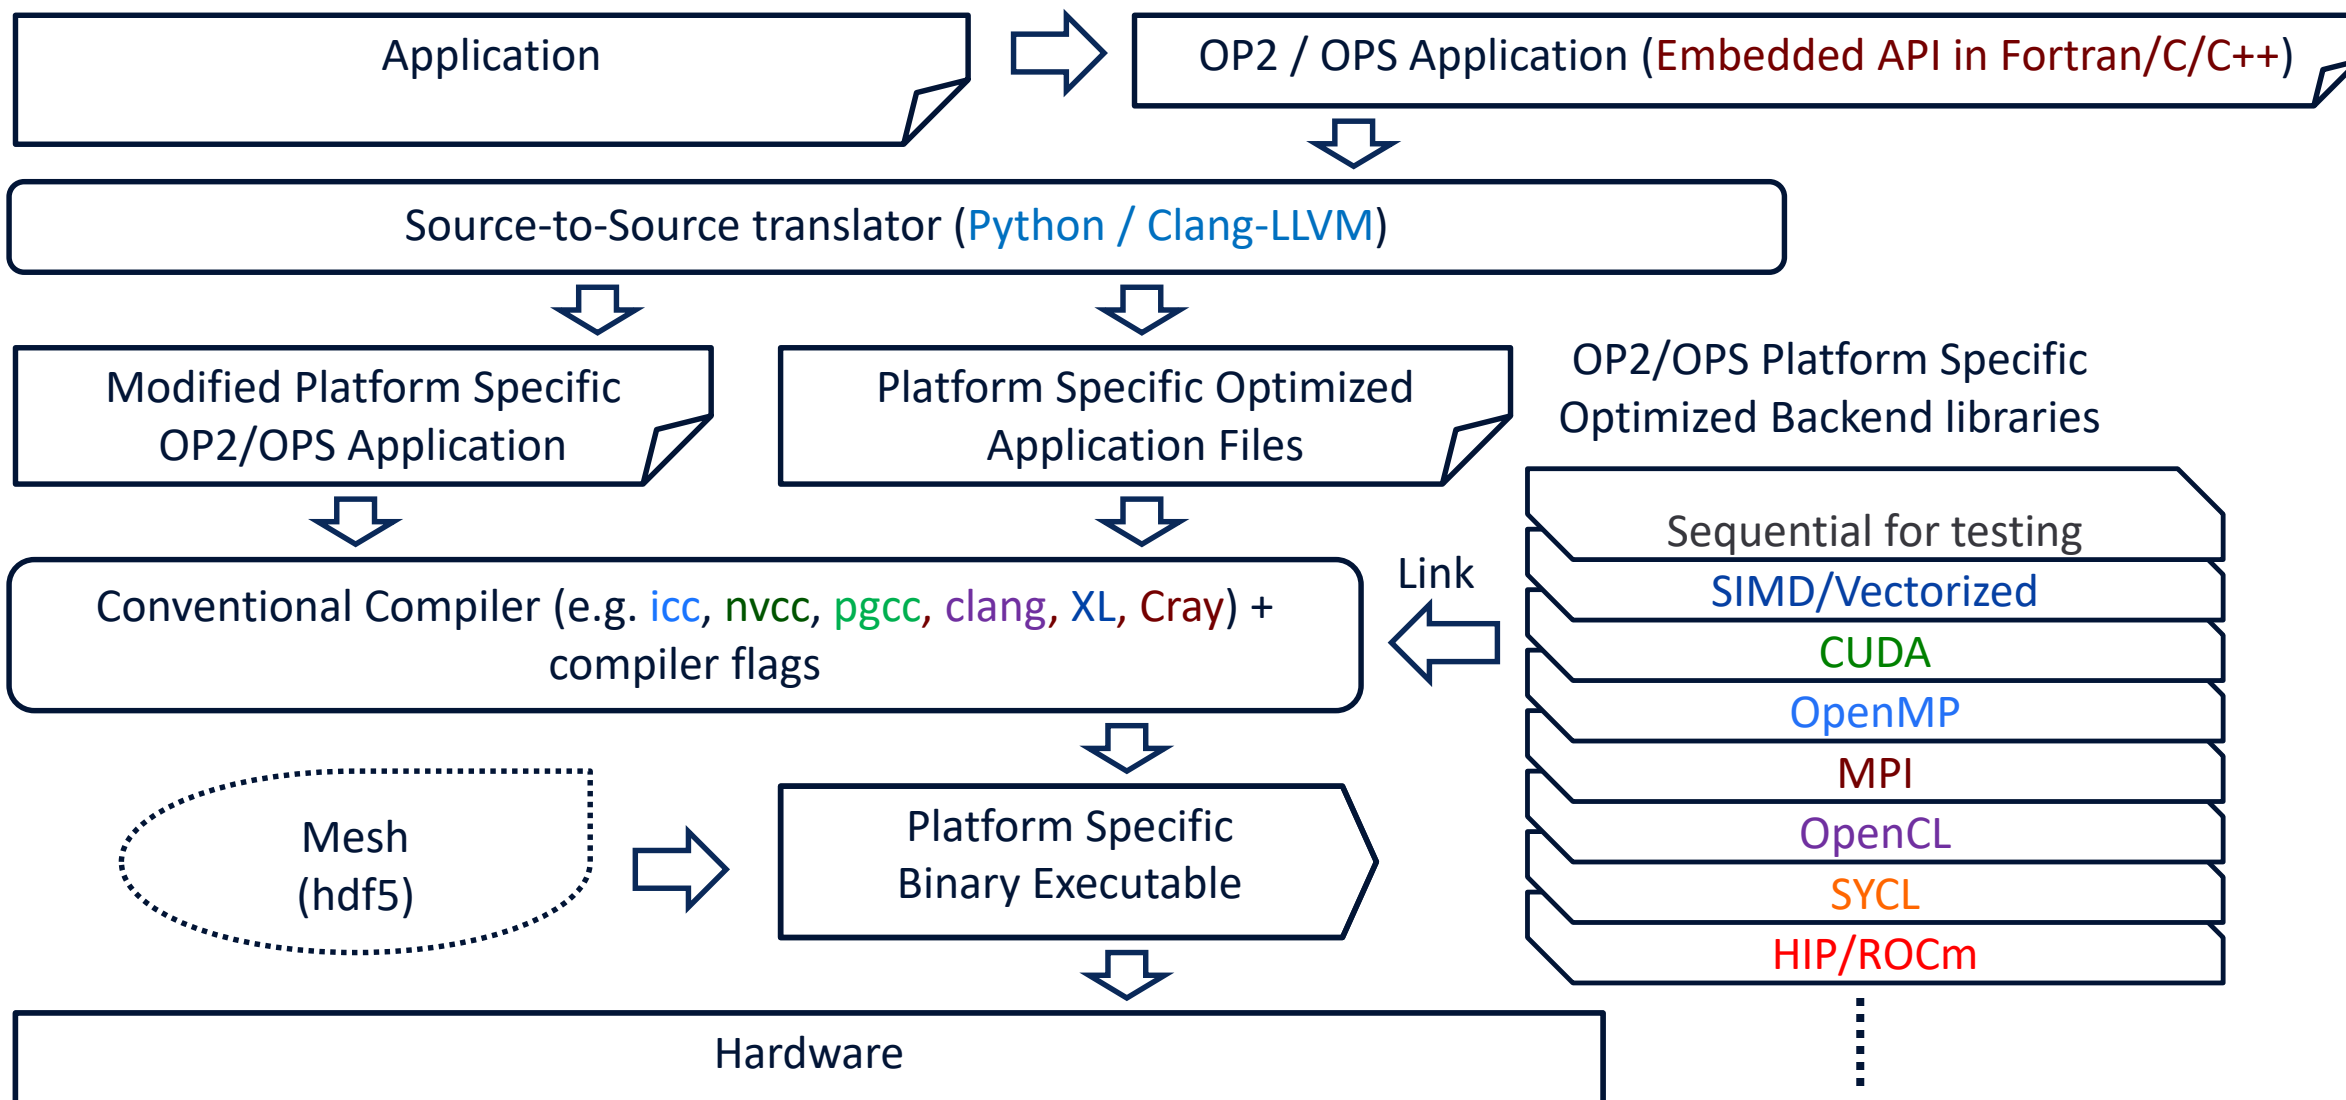 Application
OP2 / OPS Application (Embedded API in Fortran/C/C++)
Source-to-Source translator (Python / Clang-LLVM)
Modified Platform Specific
OP2/OPS Application
Platform Specific Optimized
Application Files
OP2/OPS Platform Specific
Optimized Backend libraries
Sequential for testing
SIMD/Vectorized
CUDA
OpenMP
MPI
OpenCL
SYCL
HIP/ROCm
Link
Conventional Compiler (e.g. icc, nvcc, pgcc, clang, XL, Cray) +
compiler flags
Mesh
(hdf5)
Platform Specific
Binary Executable
Hardware